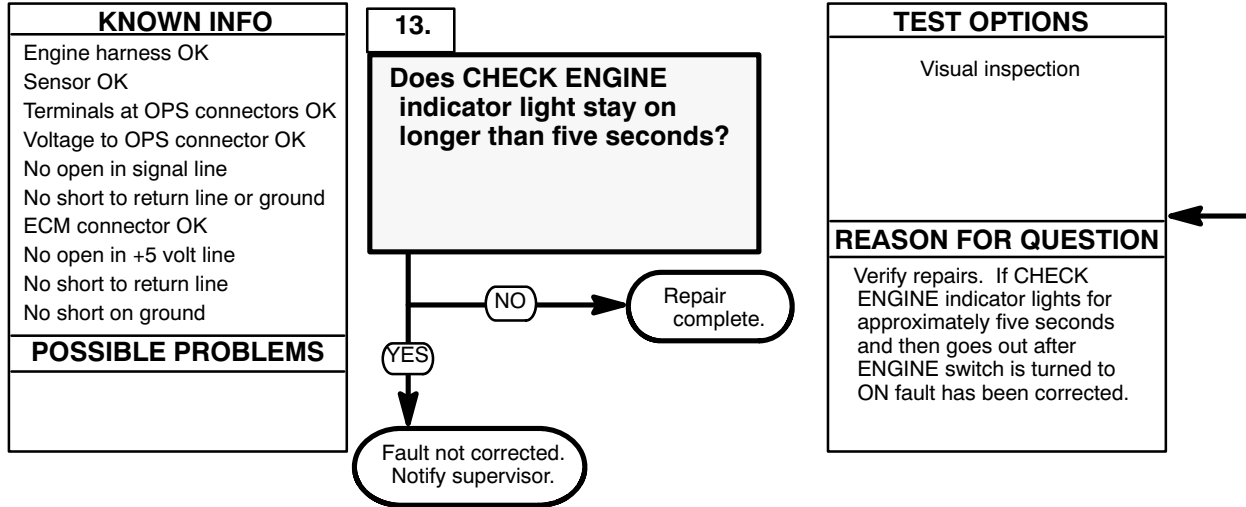 KNOWN INFO
Engine harness OK
Sensor OK
Terminals at OPS connectors OK
Voltage to OPS connector OK
No open in signal line
No short to return line or ground
ECM connector OK
No open in +5 volt line
No short to return line
No short on ground
POSSIBLE PROBLEMS
13.
Does CHECK ENGINE
indicator light stay on
longer than five seconds?
NO
Repair
complete.
YES
Fault not corrected.
Notify supervisor.
TEST OPTIONS
Visual inspection
REASON FOR QUESTION
Verify repairs. If CHECK
ENGINE indicator lights for
approximately five seconds
and then goes out after
ENGINE switch is turned to
ON fault has been corrected.